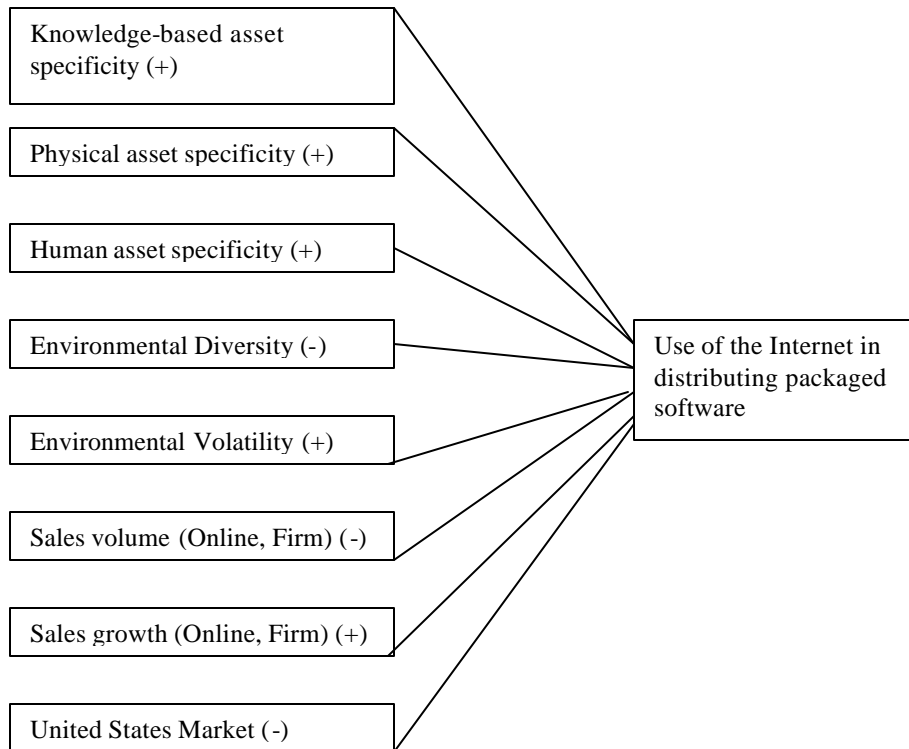 Knowledge-based asset
specificity (+)
Physical asset specificity (+)
Human asset specificity (+)
Environmental Diversity (-)
Environmental Volatility (+)
Sales volume (Online, Firm) (-)
Sales growth (Online, Firm) (+)
United States Market (-)
Use of the Internet in
distributing packaged
software